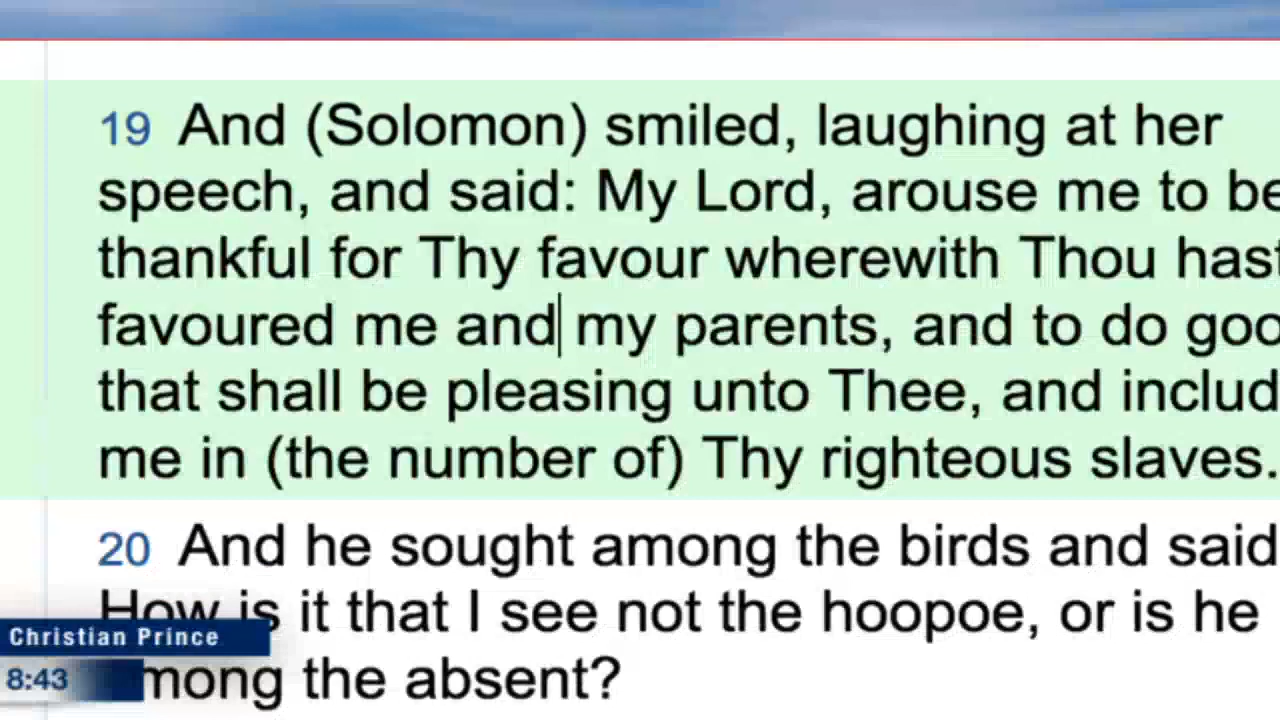 19 And (Solomon) smiled, laughing at her
speech, and said: My Lord, arouse me to be
thankful for Thy favour wherewith Thou hast
favoured me and my parents, and to do goo
that shall be pleasing unto Thee, and includ
me in (the number of) Thy righteous slaves.
20 And he sought among the birds and said
How is it that I see not the hoopoe, or is he
among the absent?
Christian Prince
8:43